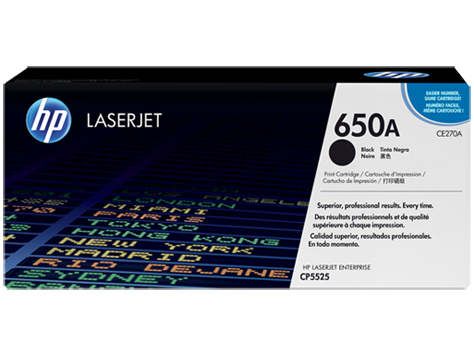 hp
LASERJET
EASIER NUMBER,
SAME CARTRIDGE!
NUMÉRO FACILE,
MÊME CARTOUCHE!
650A
CE270A
Black Tinta Negra
Noire 黑色
Print Cartridge / Cartouche d'impression /
Cartucho de Impresión / 打印硒鼓
Superior, professional results. Every time.
Des résultats professionnels et de qualité
supérieure à chaque impression.
Calidad superior, resultados profesionales.
En todo momento.
HP LASERJET ENTERPRISE
CP5525
LONDON
MIAMI
PARIS
TOKYO
HONG KONG
NEW YORK
MADRID
SYDNEY